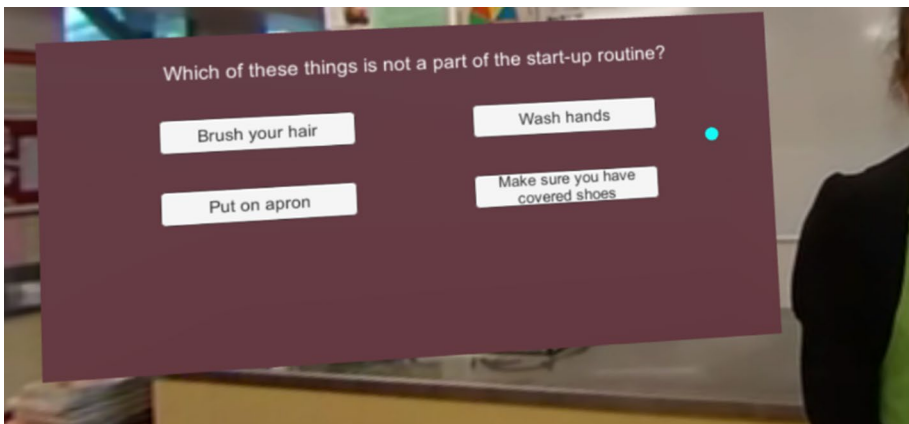 Which of these things is not a part of the start-up routine?
Brush your hair
Wash hands
Put on apron
Make sure you have
covered shoes